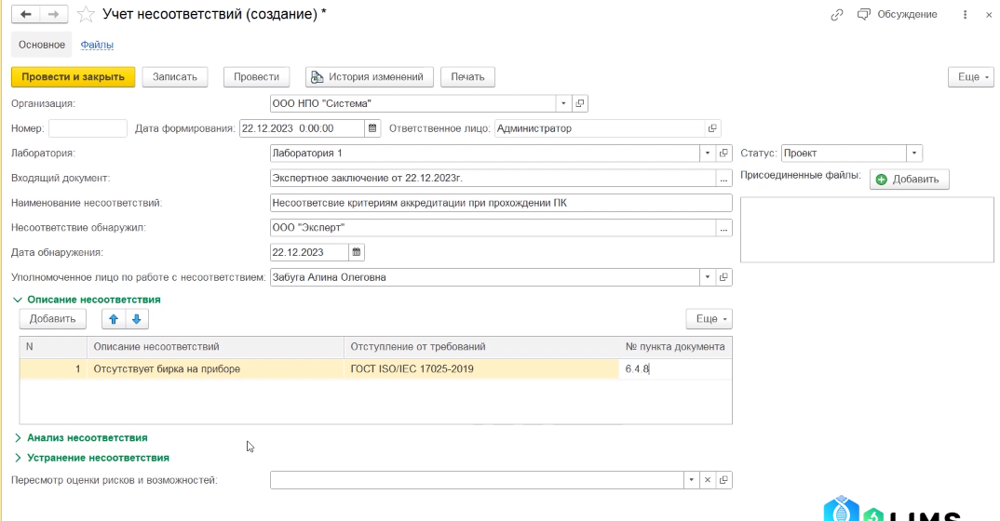 Учет несоответствий (создание) *
Обсуждение
Основное Файлы
Провести и закрыть Записать Провести История изменений Печать Еще
Организация: ООО НПО "Система"
Номер: Дата формирования: 22.12.2023 0:00:00 Ответственное лицо: Администратор
Лаборатория: Лаборатория 1 Статус: Проект
Входящий документ: Экспертное заключение от 22.12.2023г. ... Присоединенные файлы: Добавить
Наименование несоответствий: Несоответсвие критериям аккредитации при прохождении ПК
Несоответствие обнаружил: ООО "Эксперт" ...
Дата обнаружения: 22.12.2023
Уполномоченное лицо по работе с несоответствием: Забуга Алина Олеговна
Описание несоответствия
Добавить Еще
N Описание несоответствий Отступление от требований № пункта документа
1 Отсутствует бирка на приборе ГОСТ ISO/IEC 17025-2019 6.4.8
Анализ несоответствия
Устранение несоответствия
Пересмотр оценки рисков и возможностей:
LIMS